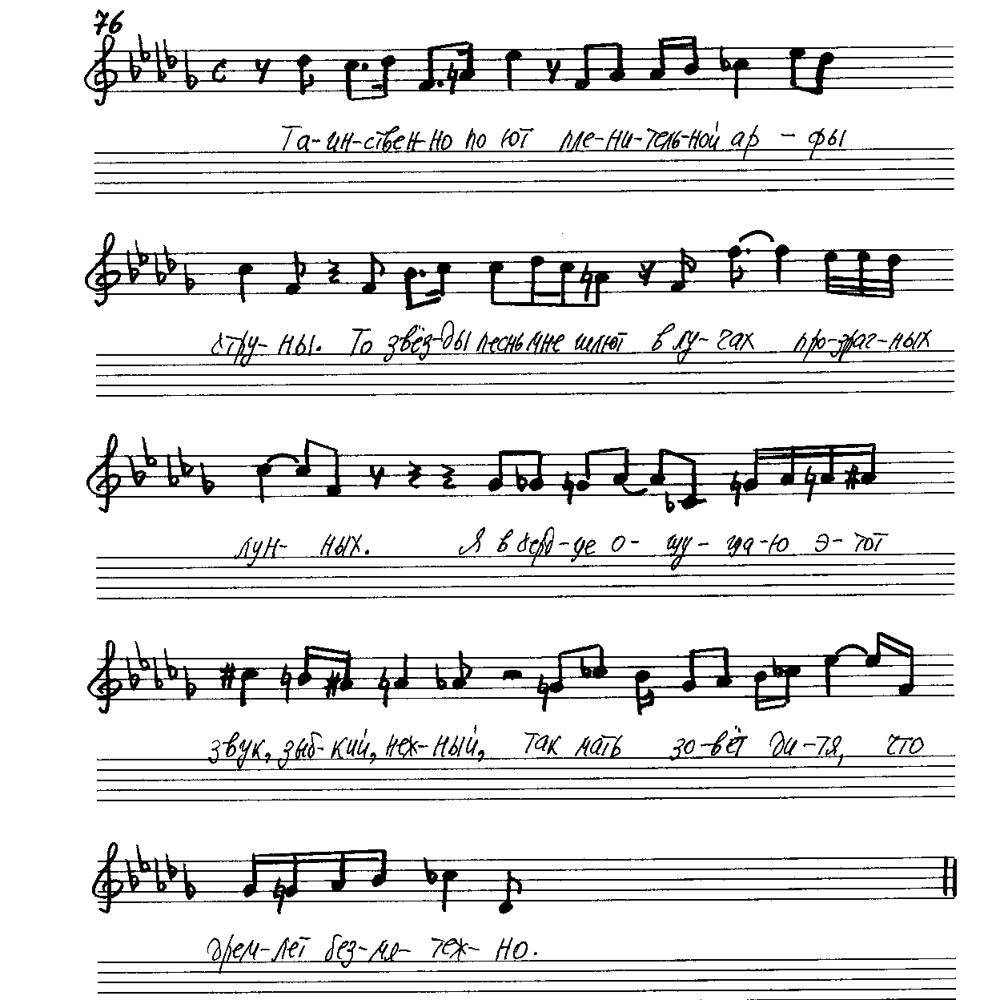 76
Та-ин-ствен-но по ют пле-ни-тель-ной ар - фы
стру- ны. То звёз-ды песнь мне шлют в лу- чах про-зрач-ных
лун- ных. Я в серд-це о- щу- ща-ю э- тот
звук, зыб-кий, неж-ный, так мать зо-вёт ди-тя, что
дрем-лет без-мя- теж- но.